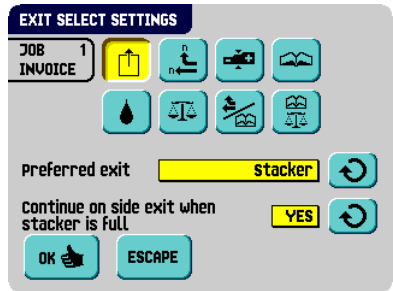 EXIT SELECT SETTINGS
JOB 1
INVOICE
n
n
Preferred exit Stacker
Continue on side exit when
stacker is full YES
OK ESCAPE